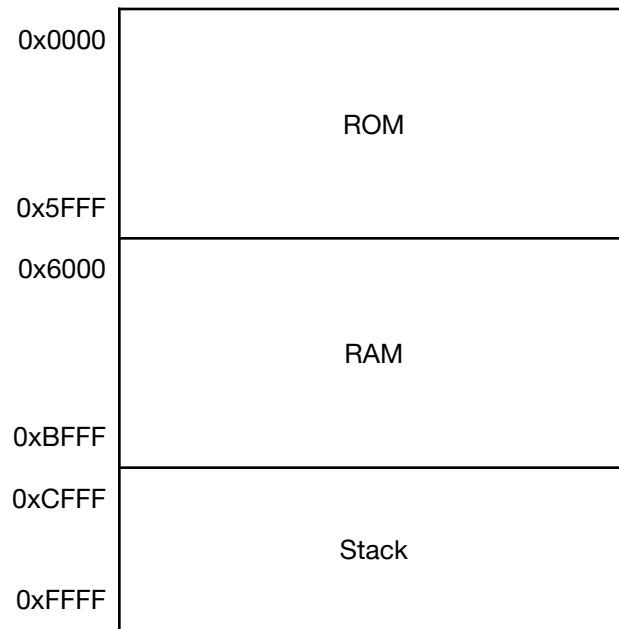 0x0000
ROM
0x5FFF
0x6000
RAM
0xBFFF
0xCFFF
Stack
0xFFFF